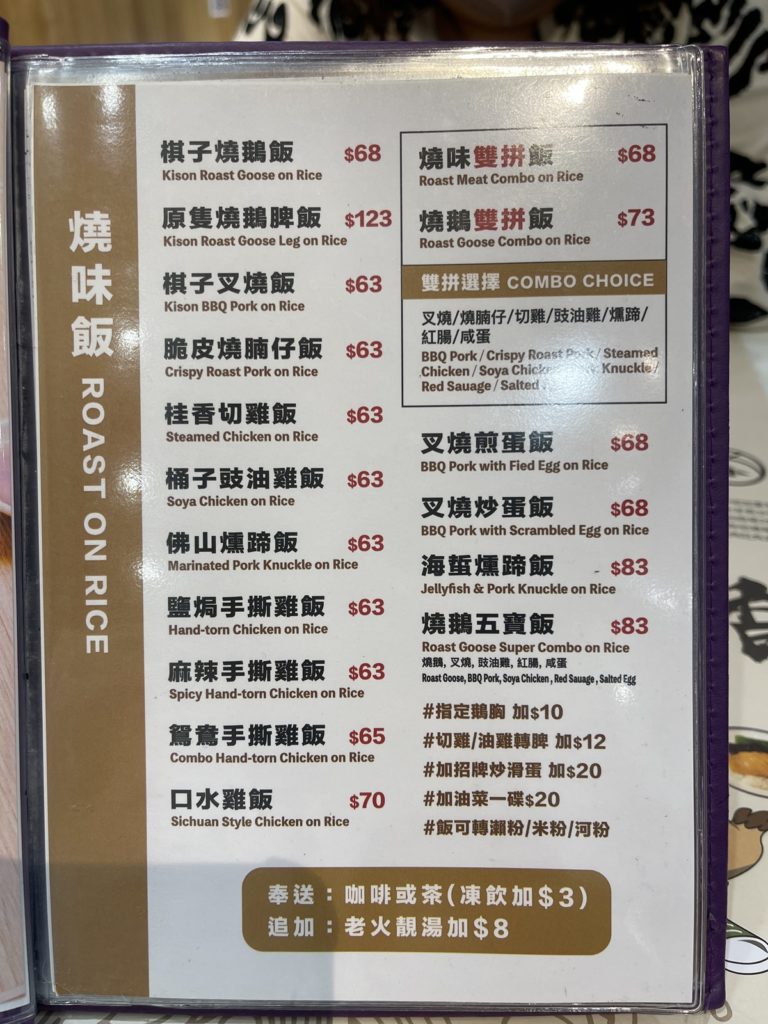 燒味飯 ROAST ON RICE
棋子燒鵝飯 $68
Kison Roast Goose on Rice
原隻燒鵝脾飯 $123
Kison Roast Goose Leg on Rice
棋子叉燒飯 $63
Kison BBQ Pork on Rice
脆皮燒腩仔飯 $63
Crispy Roast Pork on Rice
桂香切雞飯 $63
Steamed Chicken on Rice
桶子豉油雞飯 $63
Soya Chicken on Rice
佛山燻蹄飯 $63
Marinated Pork Knuckle on Rice
鹽焗手撕雞飯 $63
Hand-torn Chicken on Rice
麻辣手撕雞飯 $63
Spicy Hand-torn Chicken on Rice
鴛鴦手撕雞飯 $65
Combo Hand-torn Chicken on Rice
口水雞飯 $70
Sichuan Style Chicken on Rice
燒味雙拼飯 $68
Roast Meat Combo on Rice
燒鵝雙拼飯 $73
Roast Goose Combo on Rice
雙拼選擇 COMBO CHOICE
叉燒/燒腩仔/切雞/豉油雞/燻蹄/
紅腸/咸蛋
BBQ Pork / Crispy Roast Pork / Steamed
Chicken / Soya Chicken Knuckle /
Red Sauage / Salted
叉燒煎蛋飯 $68
BBQ Pork with Fied Egg on Rice
叉燒炒蛋飯 $68
BBQ Pork with Scrambled Egg on Rice
海蜇燻蹄飯 $83
Jellyfish & Pork Knuckle on Rice
燒鵝五寶飯 $83
Roast Goose Super Combo on Rice
燒鵝, 叉燒, 豉油雞, 紅腸, 咸蛋
Roast Goose, BBQ Pork, Soya Chicken , Red Sauage , Salted Egg
#指定鵝胸 加$10
#切雞/油雞轉脾 加$12
#加招牌炒滑蛋 加$20
#加油菜一碟$20
#飯可轉瀨粉/米粉/河粉
奉送：咖啡或茶(凍飲加$3)
追加：老火靚湯加$8